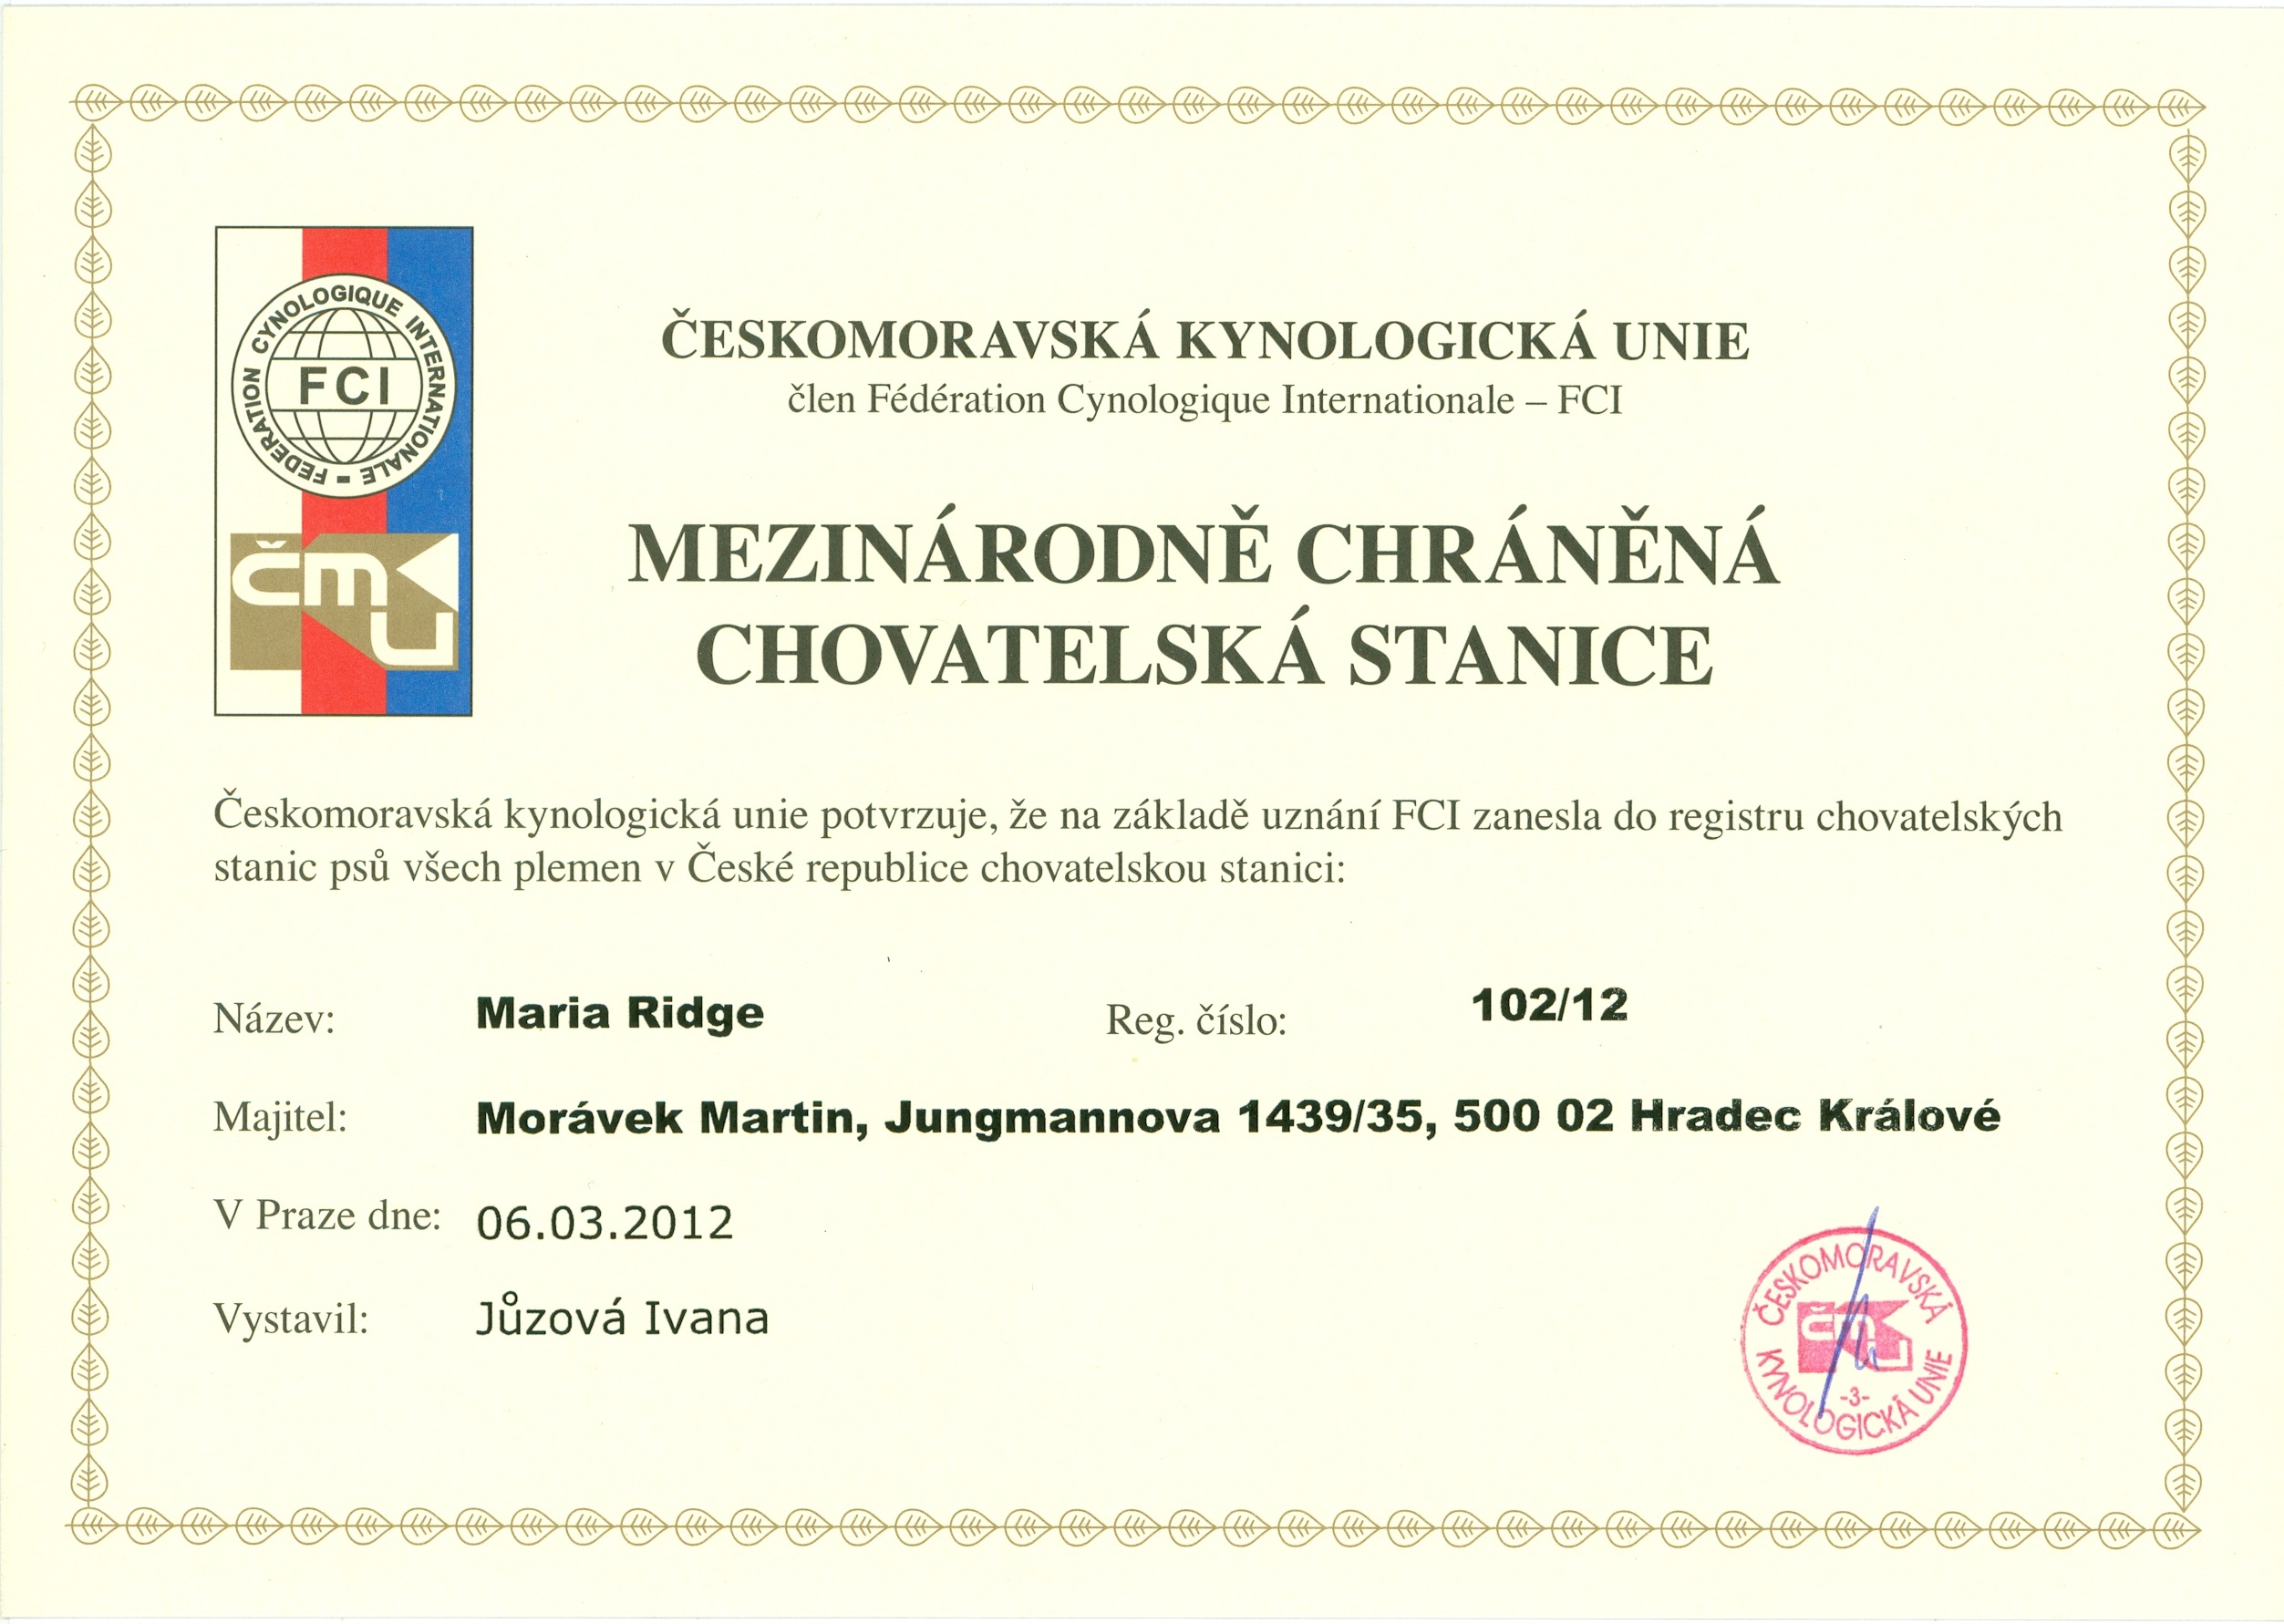 FEDERATION CYNOLOGIQUE INTERNATIONALE -
FCI
čmku
ČESKOMORAVSKÁ KYNOLOGICKÁ UNIE
člen Fédération Cynologique Internationale – FCI
MEZINÁRODNĚ CHRÁNĚNÁ
CHOVATELSKÁ STANICE
Českomoravská kynologická unie potvrzuje, že na základě uznání FCI zanesla do registru chovatelských
stanic psů všech plemen v České republice chovatelskou stanici:
Název: Maria Ridge Reg. číslo: 102/12
Majitel: Morávek Martin, Jungmannova 1439/35, 500 02 Hradec Králové
V Praze dne: 06.03.2012
Vystavil: Jůzová Ivana
ČESKOMORAVSKÁ
čmku
-3-
KYNOLOGICKÁ UNIE